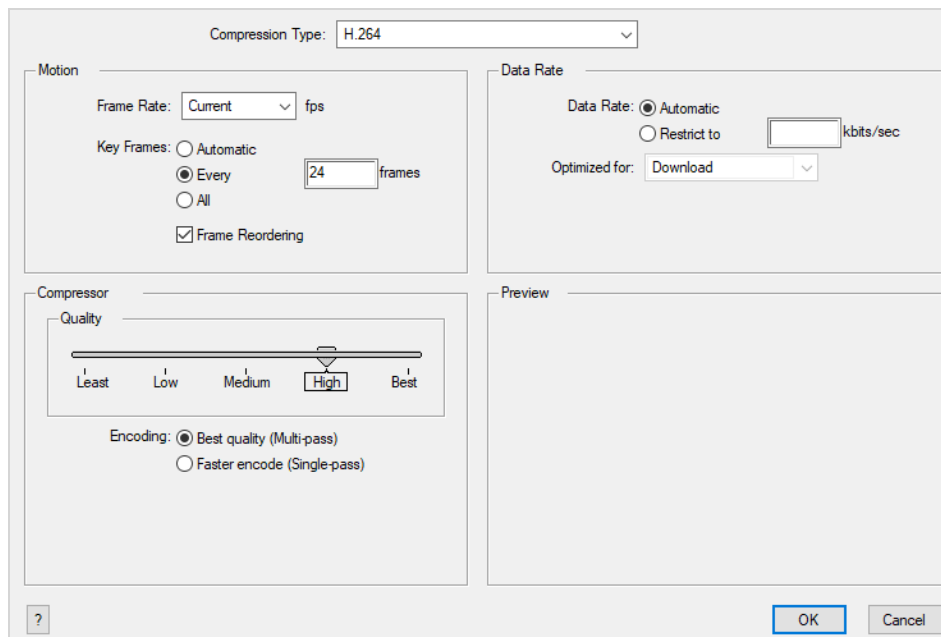 Compression Type: H.264
Motion
Frame Rate: Current fps
Key Frames: Automatic
Every 24 frames
All
Frame Reordering
Data Rate
Data Rate: Automatic
Restrict to kbits/sec
Optimized for: Download
Compressor
Quality
Least Low Medium High Best
Encoding: Best quality (Multi-pass)
Faster encode (Single-pass)
Preview
? OK Cancel